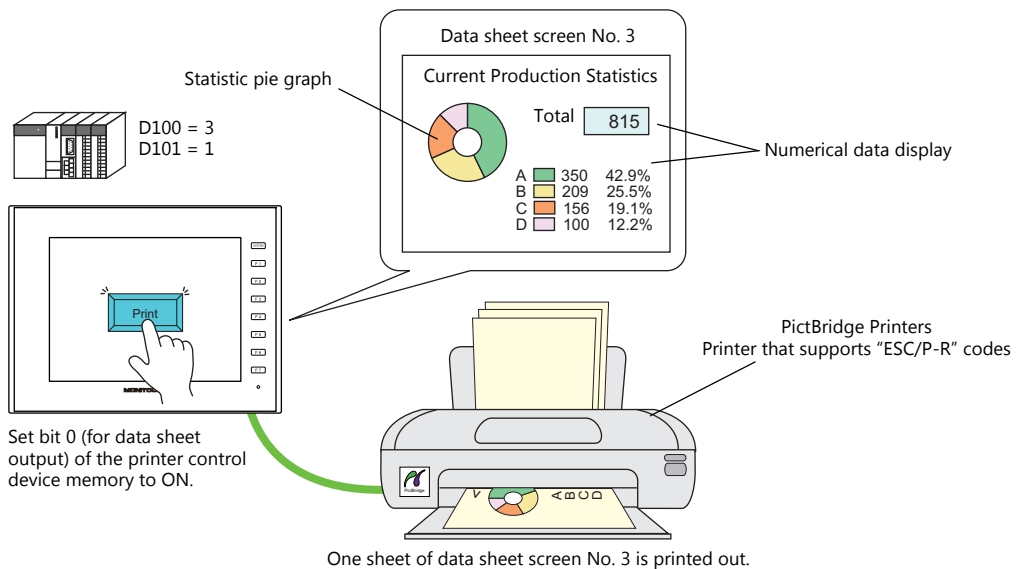 Data sheet screen No. 3
Current Production Statistics
Statistic pie graph
Total 815
D100 = 3
D101 = 1
Numerical data display
A 350 42.9%
B 209 25.5%
C 156 19.1%
D 100 12.2%
Print
PictBridge Printers
Printer that supports “ESC/P-R” codes
Set bit 0 (for data sheet
output) of the printer control
device memory to ON.
PictBridge
A
B
C
D
One sheet of data sheet screen No. 3 is printed out.